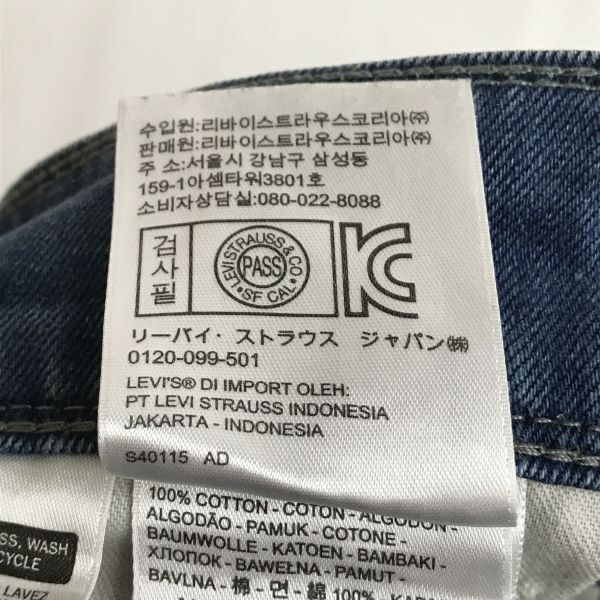 수입원:리바이스트라우스코리아㈜
판매원:리바이스트라우스코리아㈜
주 소:서울시 강남구 삼성동
159-1아셈타워3801호
소비자상담실:080-022-8088
검사필
LEVI STRAUSS & CO.
PASS
• SF CAL •
KC
リーバイ・ストラウス ジャパン㈱
0120-099-501
LEVI'S® DI IMPORT OLEH:
PT LEVI STRAUSS INDONESIA
JAKARTA - INDONESIA
S40115 AD
100% COTTON - COTON - ALGODON -
ALGODÃO - PAMUK - COTONE -
BAUMWOLLE - KATOEN - BAMBAKI -
ХЛОПОК - BAWEŁNA - PAMUT -
BAVLNA - 棉 - 면 - 綿 100%
WASH
CYCLE
LAVEZ